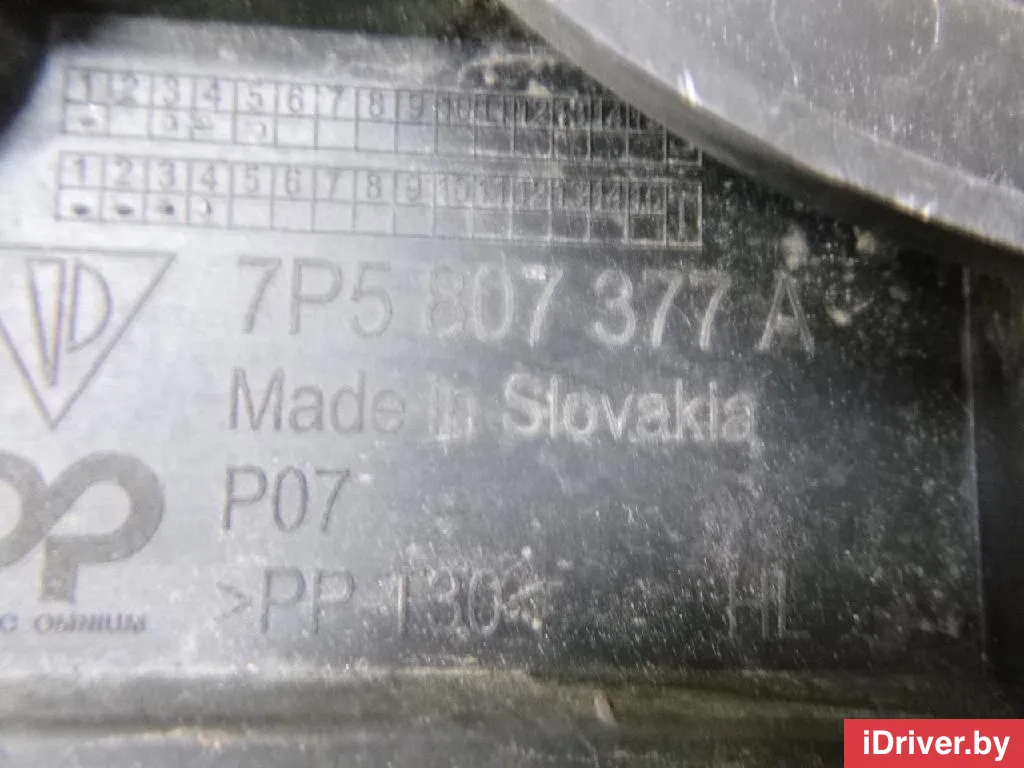 1 2 3 4 5 6 7 8 9 10 11 12 13 14
1 2 3 4 5 6 7 8 9 10 11 12 13 14
7P5 807 377 A
Made in Slovakia
P07
>PP T30<
HL
OP
C OMNIUM
iDriver.by